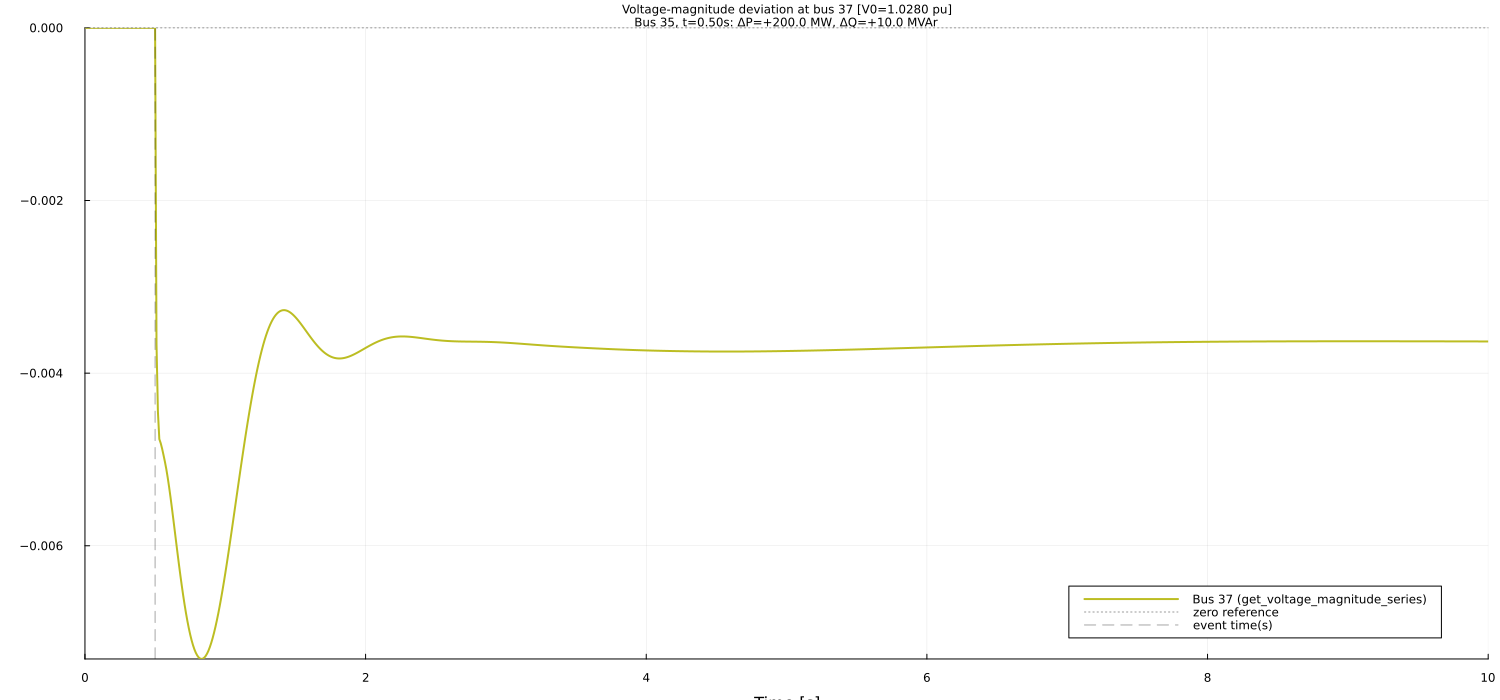 Voltage-magnitude deviation at bus 37 [V0=1.0280 pu]
Bus 35, t=0.50s: ΔP=+200.0 MW, ΔQ=+10.0 MVAr
0.000
−0.002
−0.004
−0.006
Bus 37 (get_voltage_magnitude_series)
zero reference
event time(s)
0 2 4 6 8 10
Time [s]